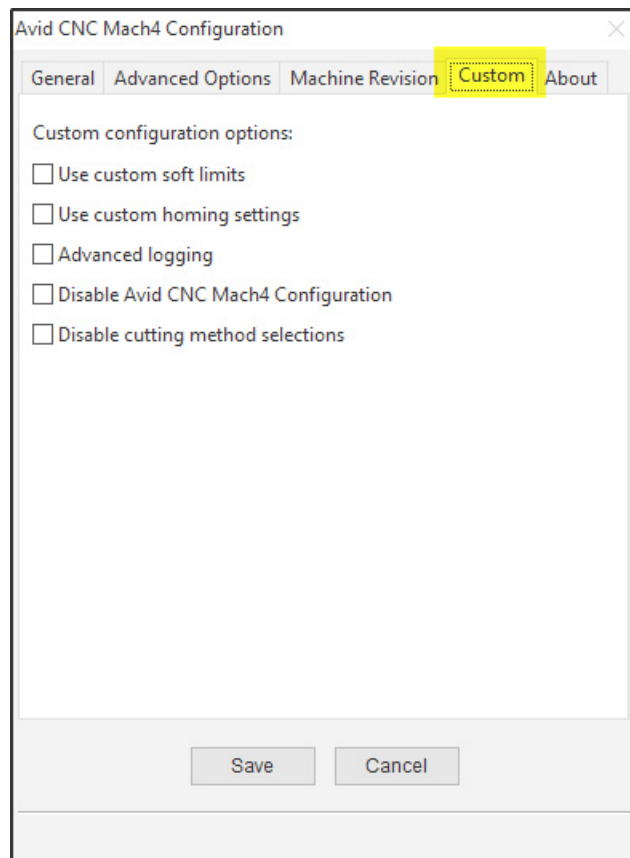 Avid CNC Mach4 Configuration
General Advanced Options Machine Revision Custom About
Custom configuration options:
Use custom soft limits
Use custom homing settings
Advanced logging
Disable Avid CNC Mach4 Configuration
Disable cutting method selections
Save Cancel